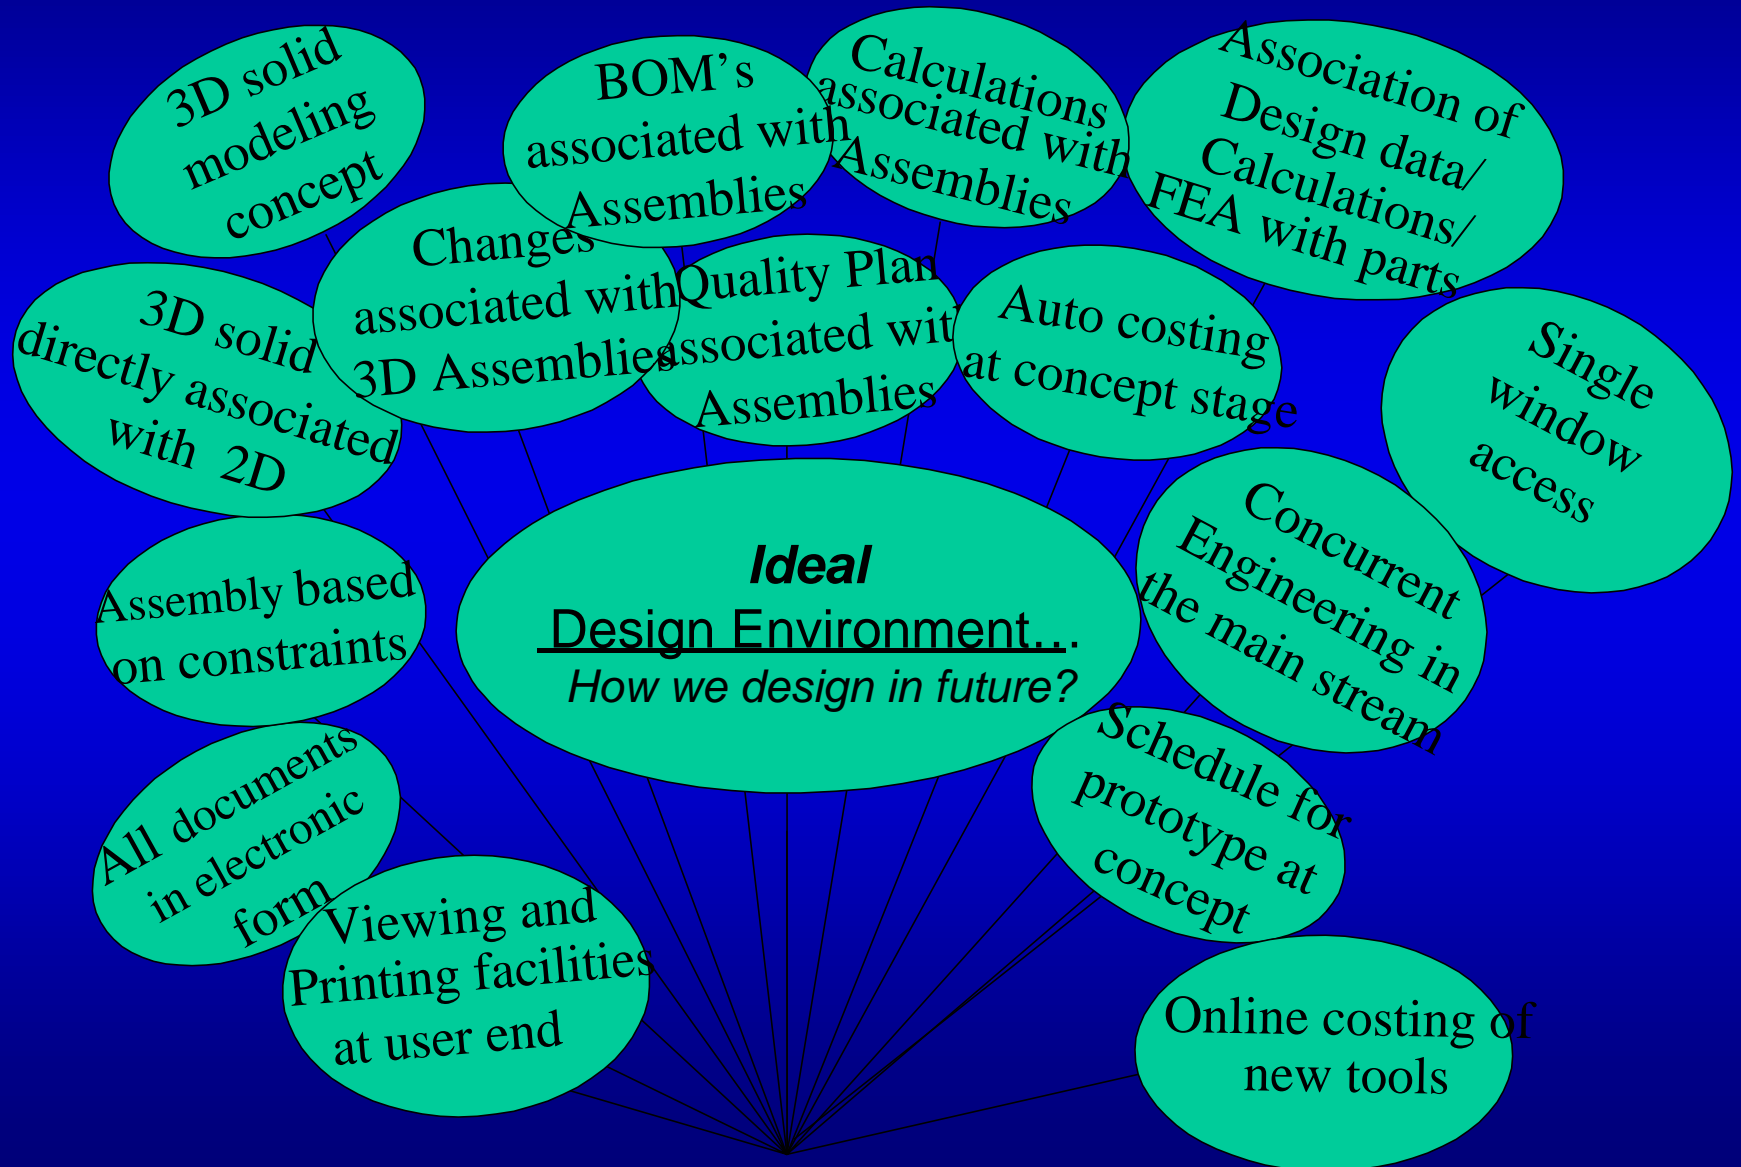 3D solid
modeling
concept
BOM's
associated with
Assemblies
Calculations
associated with
Assemblies
Association of
Design data/
Calculations/
FEA with parts
3D solid
directly associated
with 2D
Changes
associated with
3D Assemblies
Quality Plan
associated wit
Assemblies
Auto costing
at concept stage
Single
window
access
Assembly based
on constraints
Ideal
Design Environment…
How we design in future?
Concurrent
Engineering in
the main stream
All documents
in electronic
form
Viewing and
Printing facilities
at user end
Schedule for
prototype at
concept
Online costing of
new tools